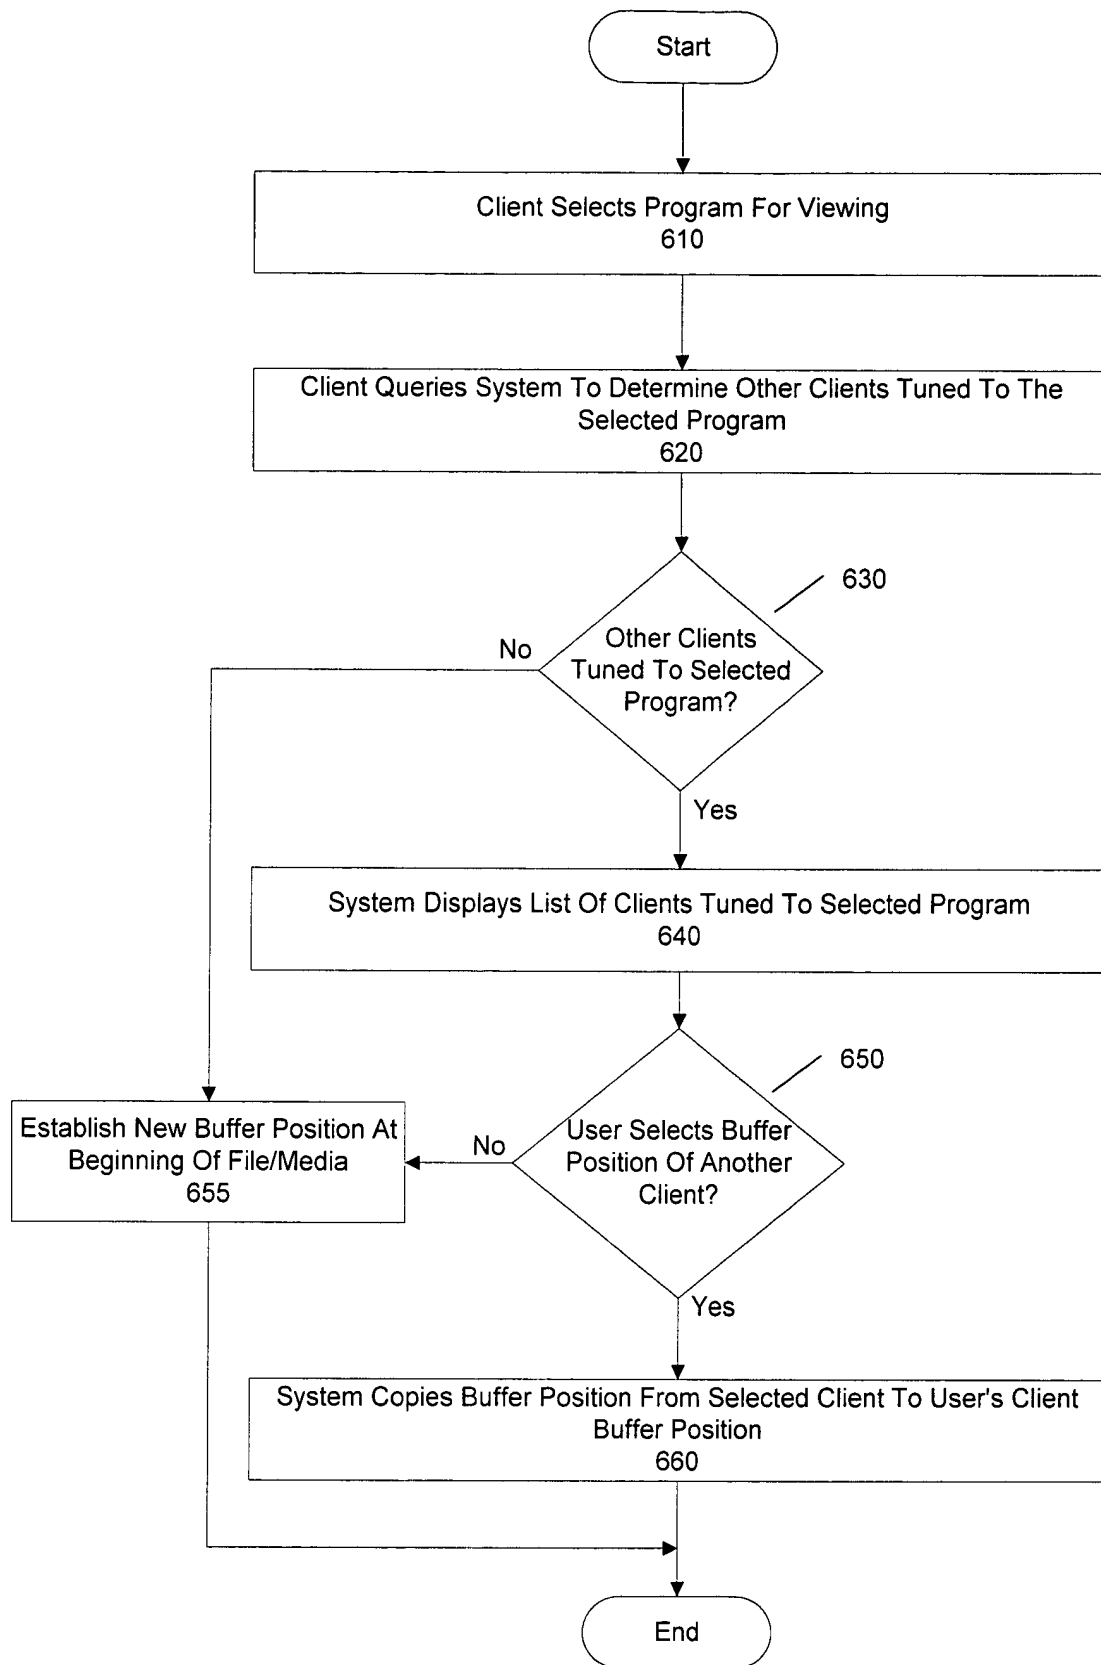 Start
Client Selects Program For Viewing
610
Client Queries System To Determine Other Clients Tuned To The
Selected Program
620
630
Other Clients
Tuned To Selected
Program?
No
Yes
System Displays List Of Clients Tuned To Selected Program
640
650
User Selects Buffer
Position Of Another
Client?
No
Establish New Buffer Position At
Beginning Of File/Media
655
Yes
System Copies Buffer Position From Selected Client To User's Client
Buffer Position
660
End